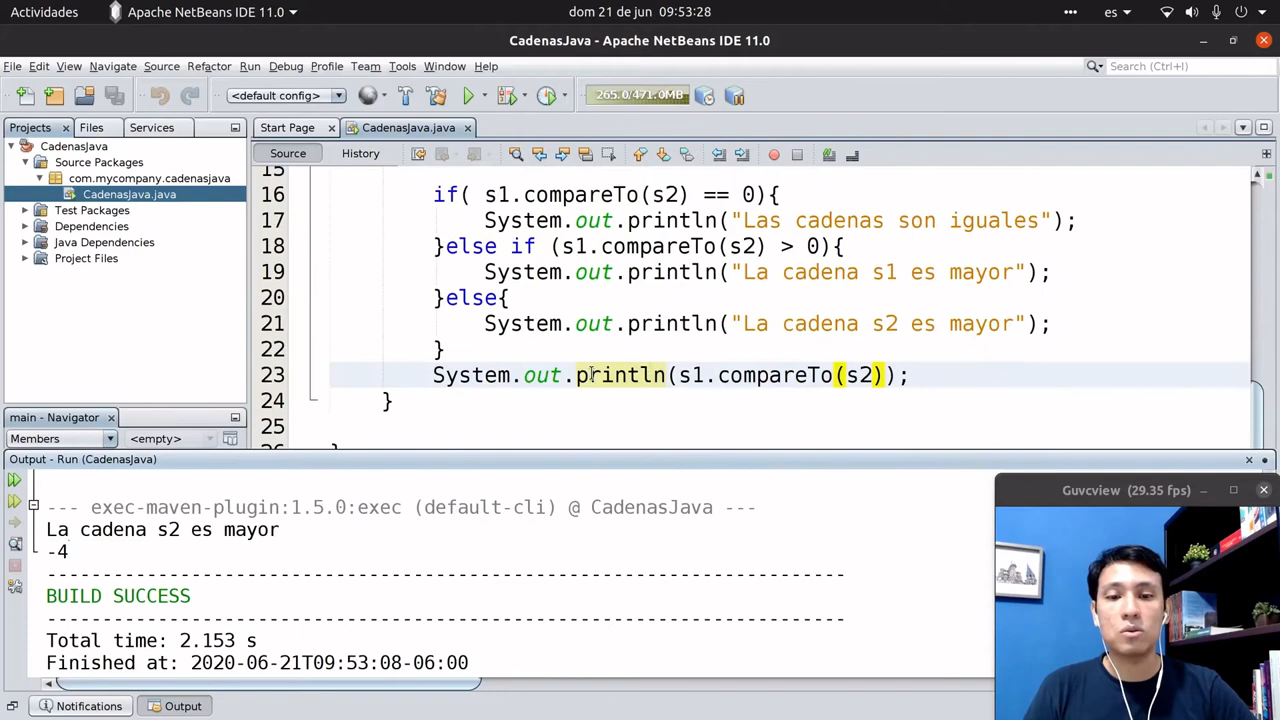 Actividades Apache NetBeans IDE 11.0 dom 21 de jun 09:53:28 es
CadenasJava - Apache NetBeans IDE 11.0
File Edit View Navigate Source Refactor Run Debug Profile Team Tools Window Help Search (Ctrl+I)
<default config> 265.0/471.0MB
Projects Files Services Start Page CadenasJava.java
CadenasJava
Source Packages
com.mycompany.cadenasjava
CadenasJava.java
Test Packages
Dependencies
Java Dependencies
Project Files
Source History
15
16 if( s1.compareTo(s2) == 0){
17 System.out.println("Las cadenas son iguales");
18 }else if (s1.compareTo(s2) > 0){
19 System.out.println("La cadena s1 es mayor");
20 }else{
21 System.out.println("La cadena s2 es mayor");
22 }
23 System.out.println(s1.compareTo(s2));
24 }
25
26 }
main - Navigator
Members <empty>
Output - Run (CadenasJava)
--- exec-maven-plugin:1.5.0:exec (default-cli) @ CadenasJava ---
La cadena s2 es mayor
-4
------------------------------------------------------------------------
BUILD SUCCESS
------------------------------------------------------------------------
Total time: 2.153 s
Finished at: 2020-06-21T09:53:08-06:00
Guvcview (29.35 fps)
Notifications Output